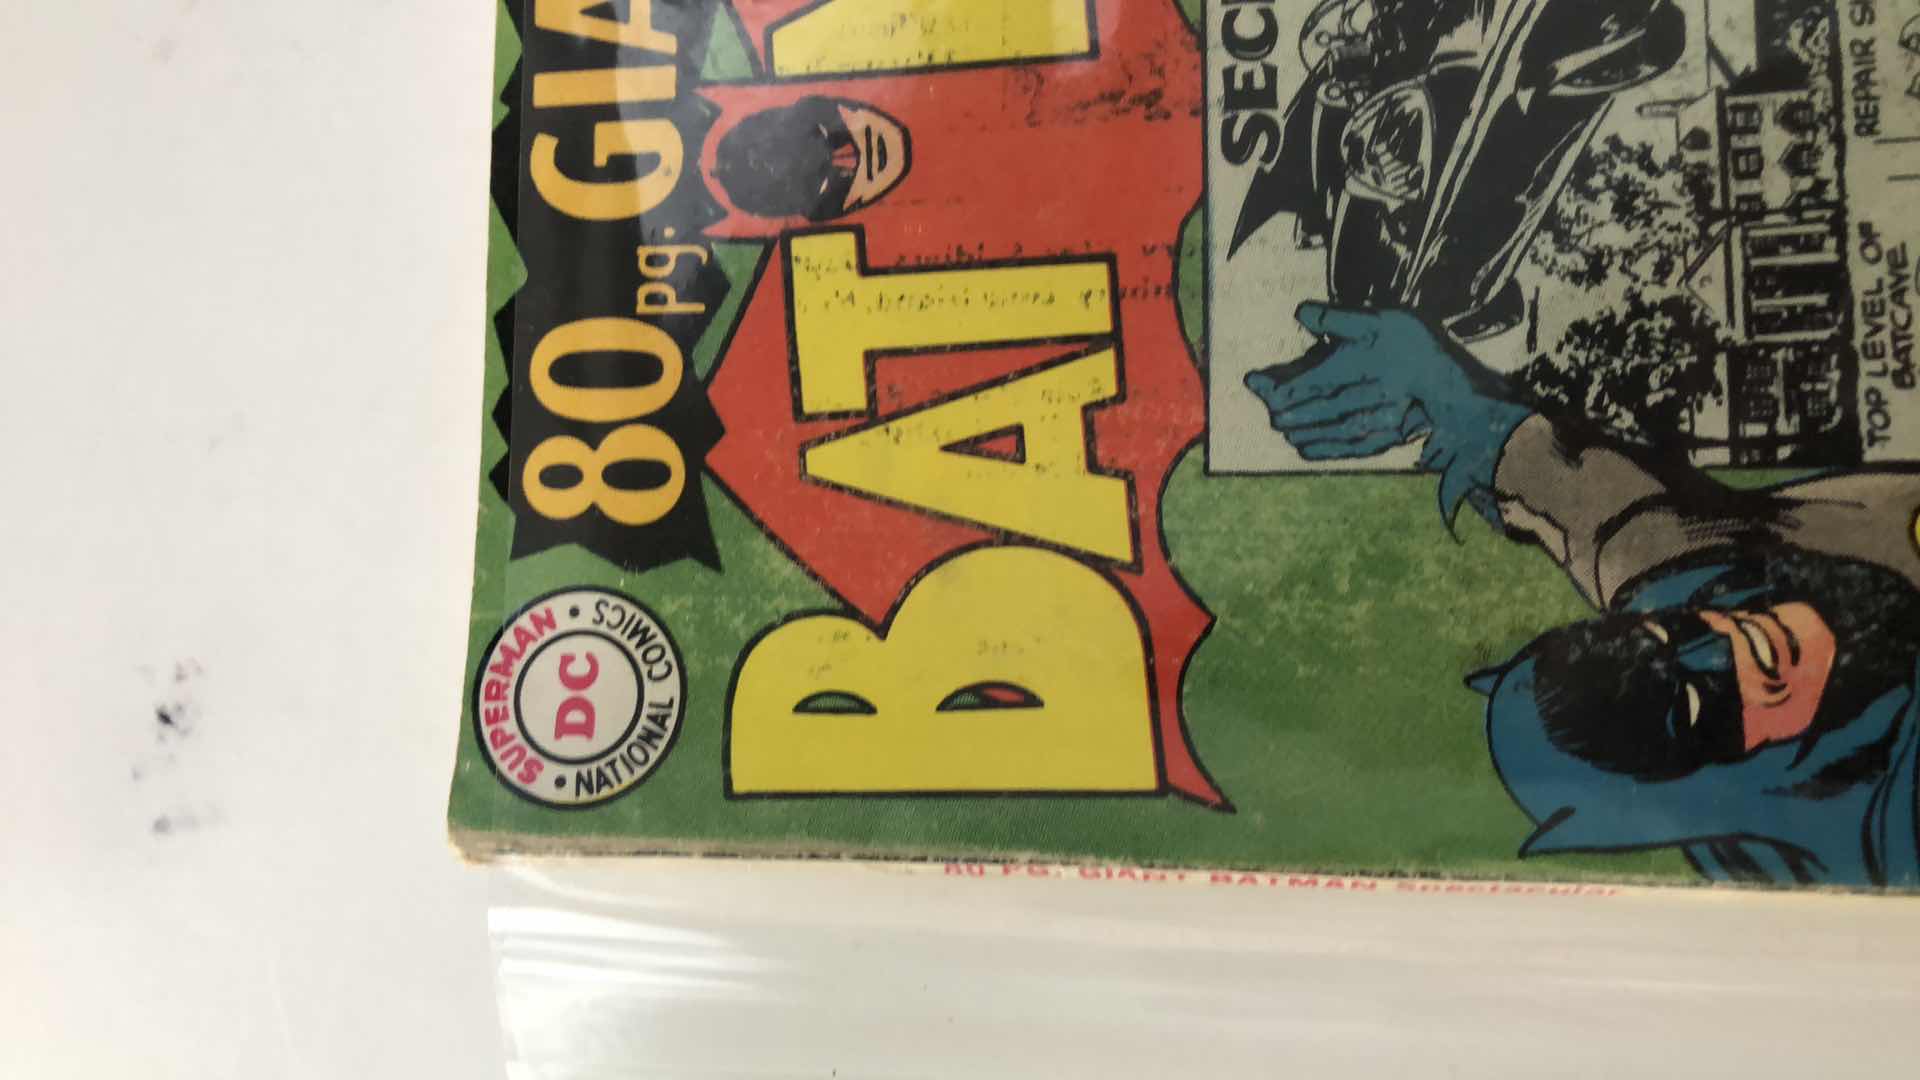 80 pg. GIA
SUPERMAN • NATIONAL COMICS •
DC
BAT
SEC
REPAIR
TOP LEVEL OF
BATCAVE
80 PG. GIANT BATMAN Spectacular